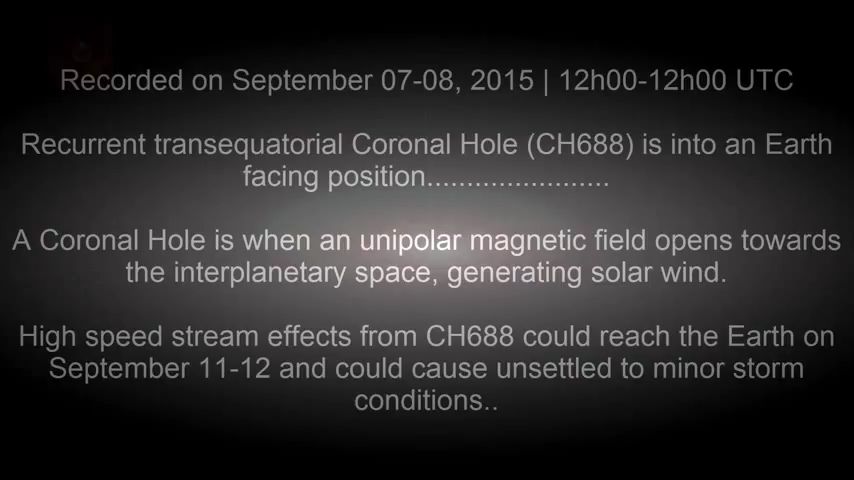 Recorded on September 07-08, 2015 | 12h00-12h00 UTC
Recurrent transequatorial Coronal Hole (CH688) is into an Earth
facing position.......................
A Coronal Hole is when an unipolar magnetic field opens towards
the interplanetary space, generating solar wind.
High speed stream effects from CH688 could reach the Earth on
September 11-12 and could cause unsettled to minor storm
conditions..